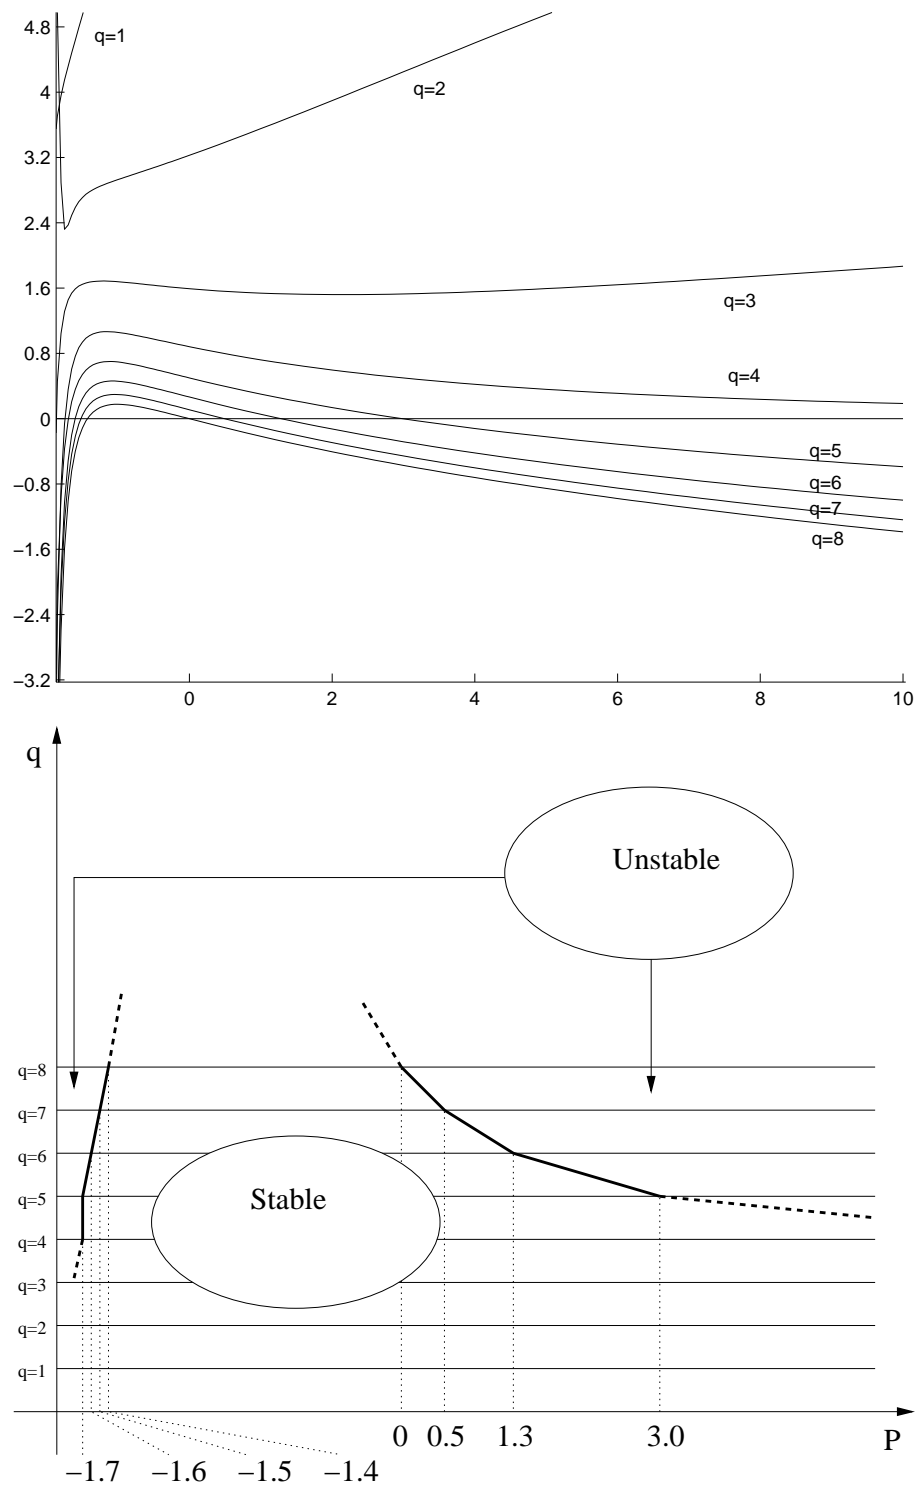 4.8
q=1
4
q=2
3.2
2.4
1.6
q=3
0.8
q=4
0
q=5
−0.8
q=6
q=7
−1.6
q=8
−2.4
−3.2
0 2 4 6 8 10
q
Unstable
q=8
q=7
q=6
q=5
Stable
q=4
q=3
q=2
q=1
0 0.5 1.3 3.0 P
−1.7 −1.6 −1.5 −1.4